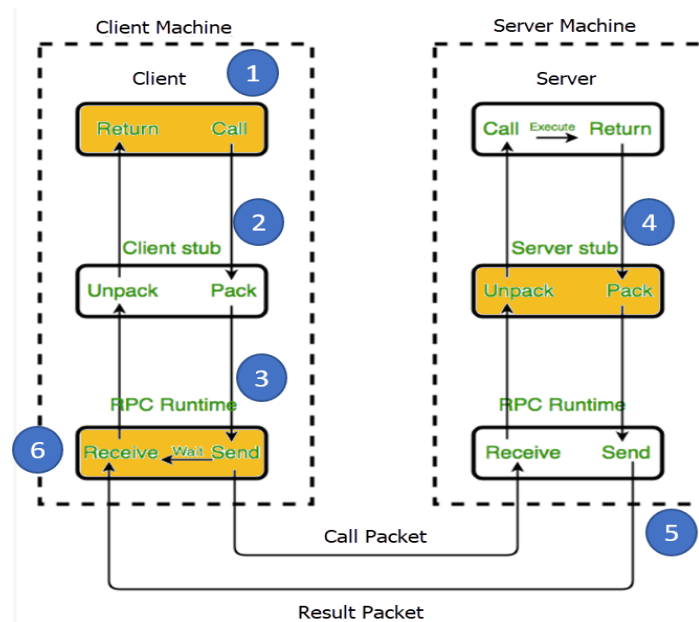 Client Machine
Server Machine
Client
1
Server
Return Call
Call Execute Return
2
4
Client stub
Server stub
Unpack Pack
Unpack Pack
3
RPC Runtime
RPC Runtime
6
Receive Wait Send
Receive Send
5
Call Packet
Result Packet